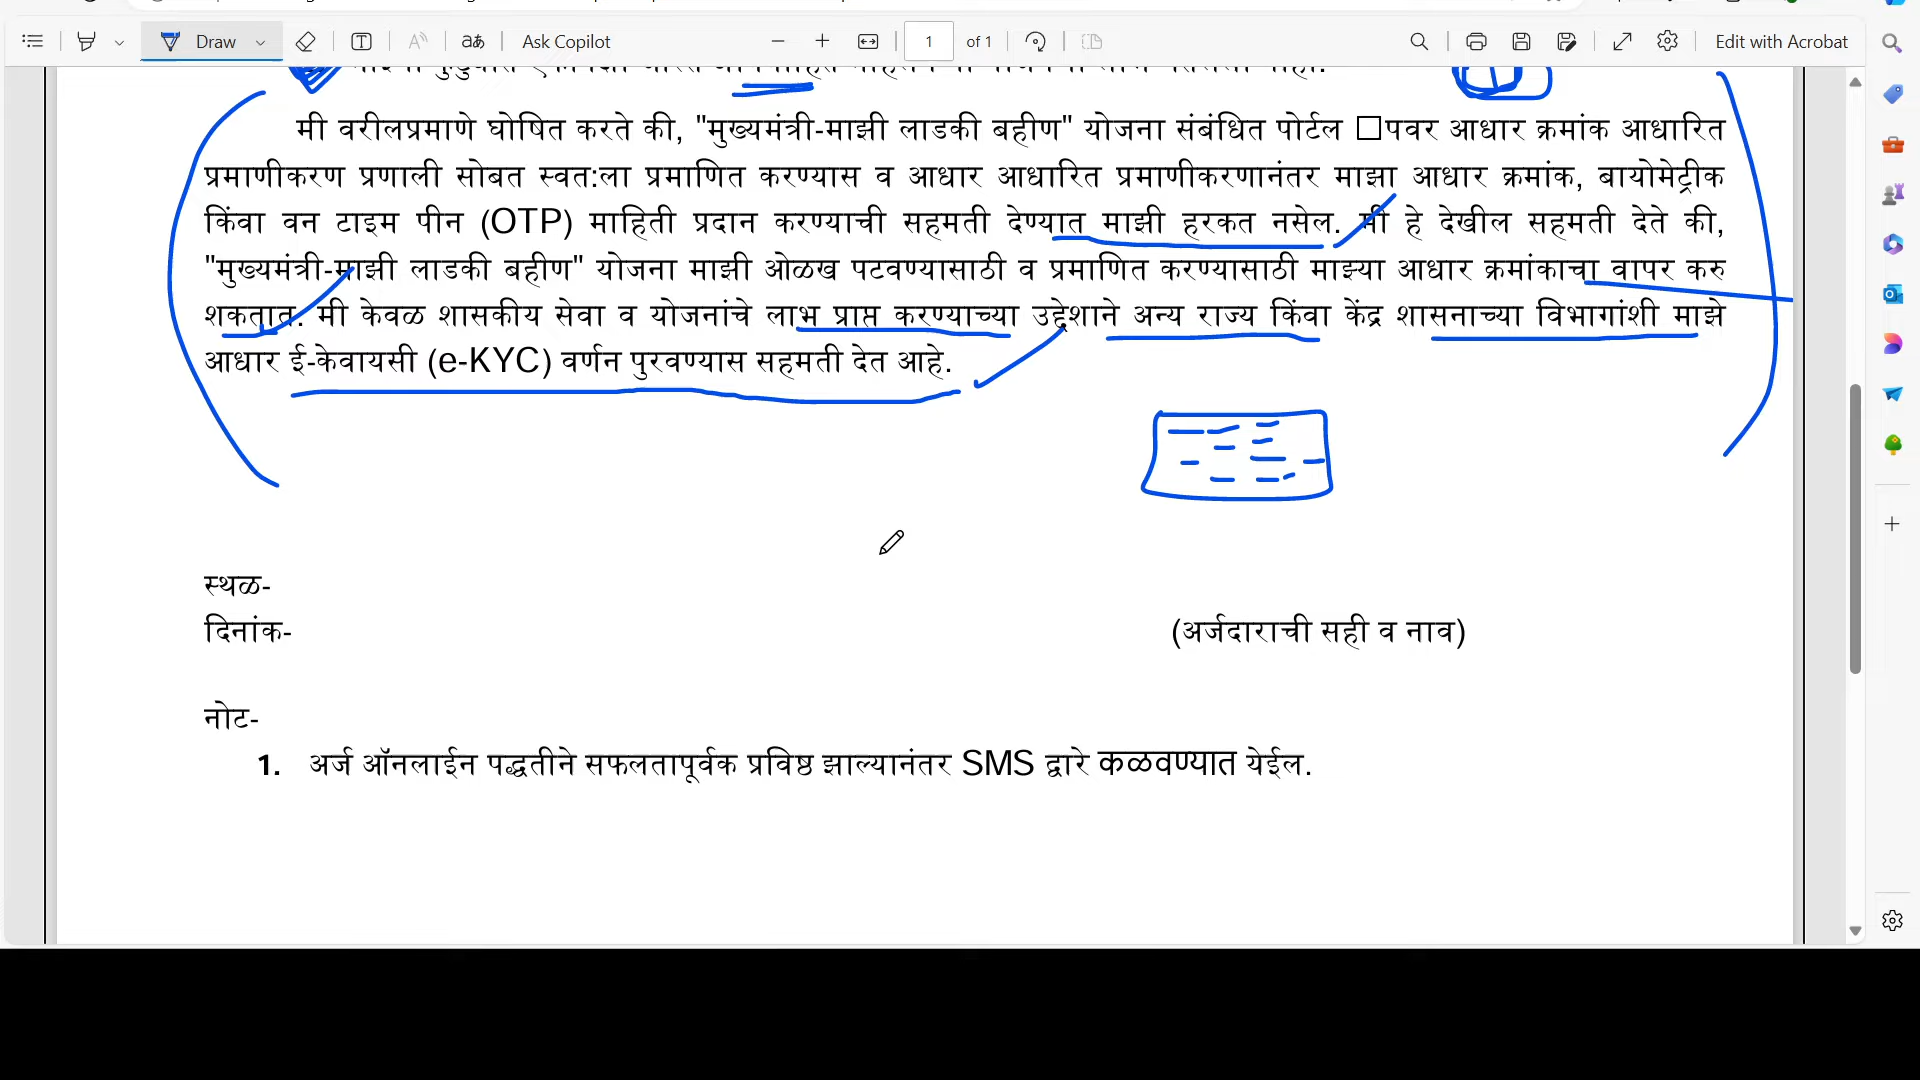 Draw
aあ
Ask Copilot
1
of 1
Edit with Acrobat
मी वरीलप्रमाणे घोषित करते की, "मुख्यमंत्री-माझी लाडकी बहीण" योजना संबंधित पोर्टल □पवर आधार क्रमांक आधारित
प्रमाणीकरण प्रणाली सोबत स्वत:ला प्रमाणित करण्यास व आधार आधारित प्रमाणीकरणानंतर माझा आधार क्रमांक, बायोमेट्रीक
किंवा वन टाइम पीन (OTP) माहिती प्रदान करण्याची सहमती देण्यात माझी हरकत नसेल. मी हे देखील सहमती देते की,
"मुख्यमंत्री-माझी लाडकी बहीण" योजना माझी ओळख पटवण्यासाठी व प्रमाणित करण्यासाठी माझ्या आधार क्रमांकाचा वापर करु
शकतात. मी केवळ शासकीय सेवा व योजनांचे लाभ प्राप्त करण्याच्या उद्देशाने अन्य राज्य किंवा केंद्र शासनाच्या विभागांशी माझे
आधार ई-केवायसी (e-KYC) वर्णन पुरवण्यास सहमती देत आहे.
स्थळ-
दिनांक-
(अर्जदाराची सही व नाव)
नोट-
1. अर्ज ऑनलाईन पद्धतीने सफलतापूर्वक प्रविष्ठ झाल्यानंतर SMS द्वारे कळवण्यात येईल.